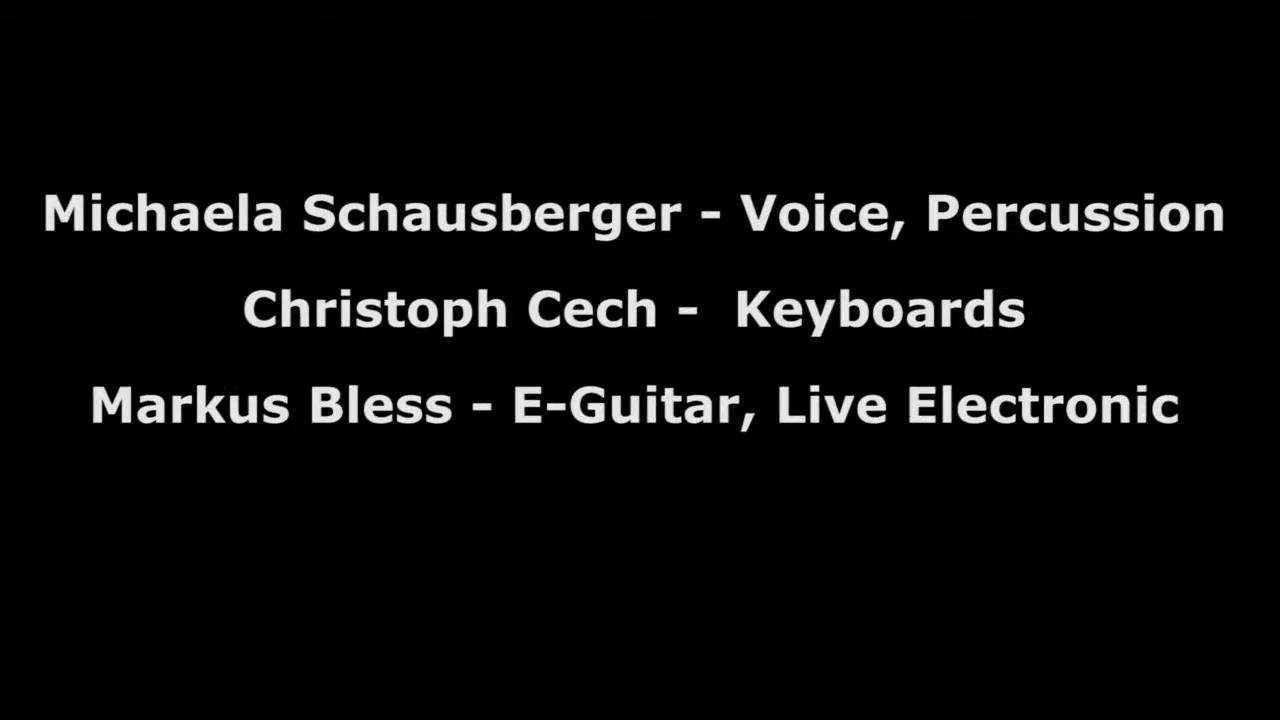 Michaela Schausberger - Voice, Percussion
Christoph Cech -  Keyboards
Markus Bless - E-Guitar, Live Electronic